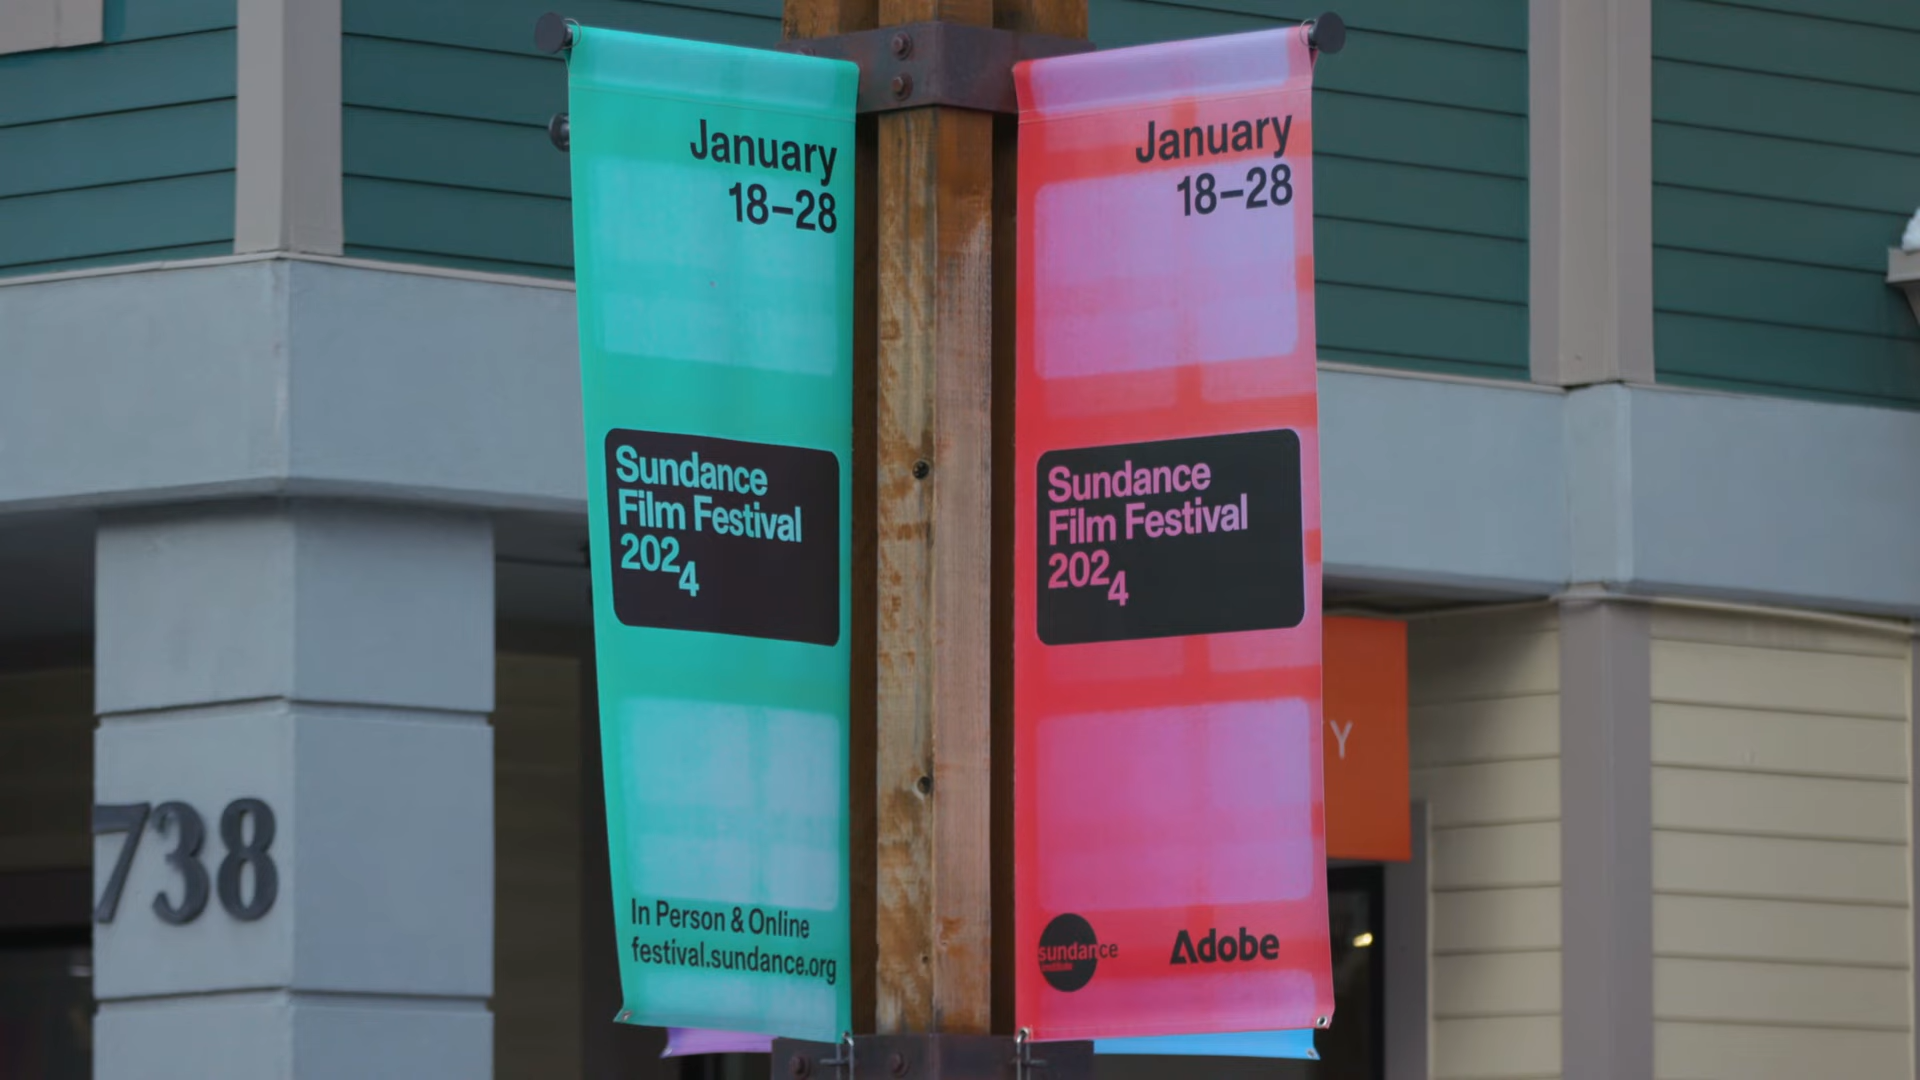 January
18–28
Sundance
Film Festival
2024
In Person & Online
festival.sundance.org
January
18–28
Sundance
Film Festival
2024
sundance
institute
Adobe
738
Y